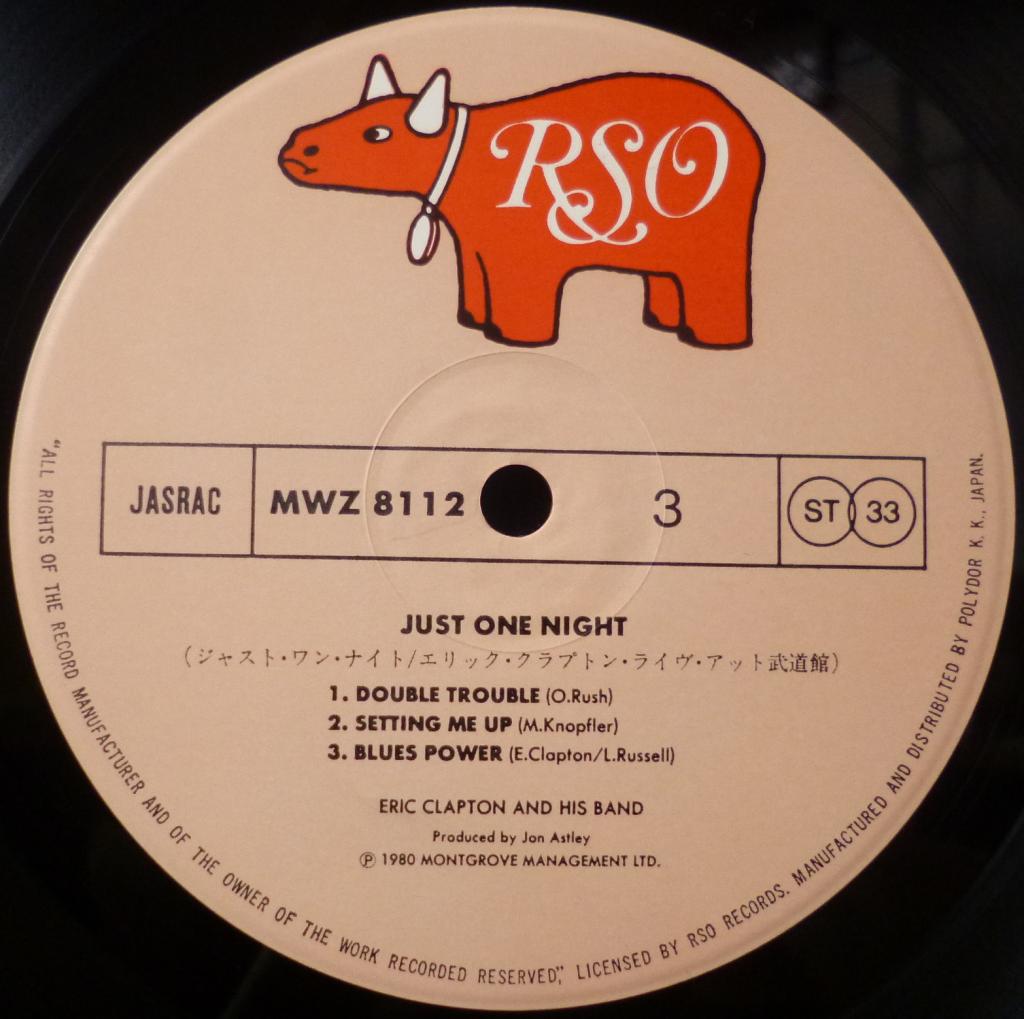 RSO
JASRAC
MWZ 8112
3
ST 33
JUST ONE NIGHT
(ジャスト・ワン・ナイト/エリック・クラプトン・ライヴ・アット武道館)
1. DOUBLE TROUBLE (O.Rush)
2. SETTING ME UP (M.Knopfler)
3. BLUES POWER (E.Clapton/L.Russell)
ERIC CLAPTON AND HIS BAND
Produced by Jon Astley
Ⓟ 1980 MONTGROVE MANAGEMENT LTD.
"ALL RIGHTS OF THE RECORD MANUFACTURER AND OF THE OWNER OF THE WORK RECORDED RESERVED", LICENSED BY RSO RECORDS. MANUFACTURED AND DISTRIBUTED BY POLYDOR K. K., JAPAN.